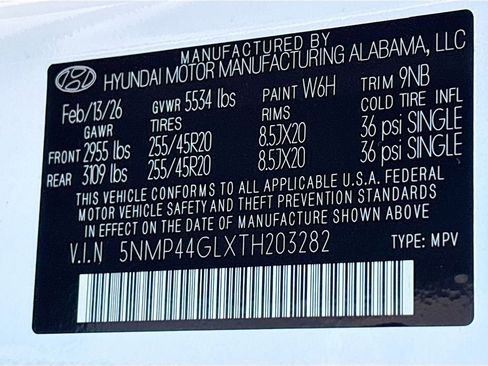 MANUFACTURED BY
HYUNDAI MOTOR MANUFACTURING ALABAMA, LLC
Feb/13/26 GVWR 5534 lbs PAINT W6H TRIM 9NB
GAWR TIRES RIMS COLD TIRE INFL
FRONT 2955 lbs 255/45R20 8.5JX20 36 psi SINGLE
REAR 3109 lbs 255/45R20 8.5JX20 36 psi SINGLE
THIS VEHICLE CONFORMS TO ALL APPLICABLE U.S.A. FEDERAL
MOTOR VEHICLE SAFETY AND THEFT PREVENTION STANDARDS
IN EFFECT ON THE DATE OF MANUFACTURE SHOWN ABOVE
V.I.N 5NMP44GLXTH203282 TYPE: MPV